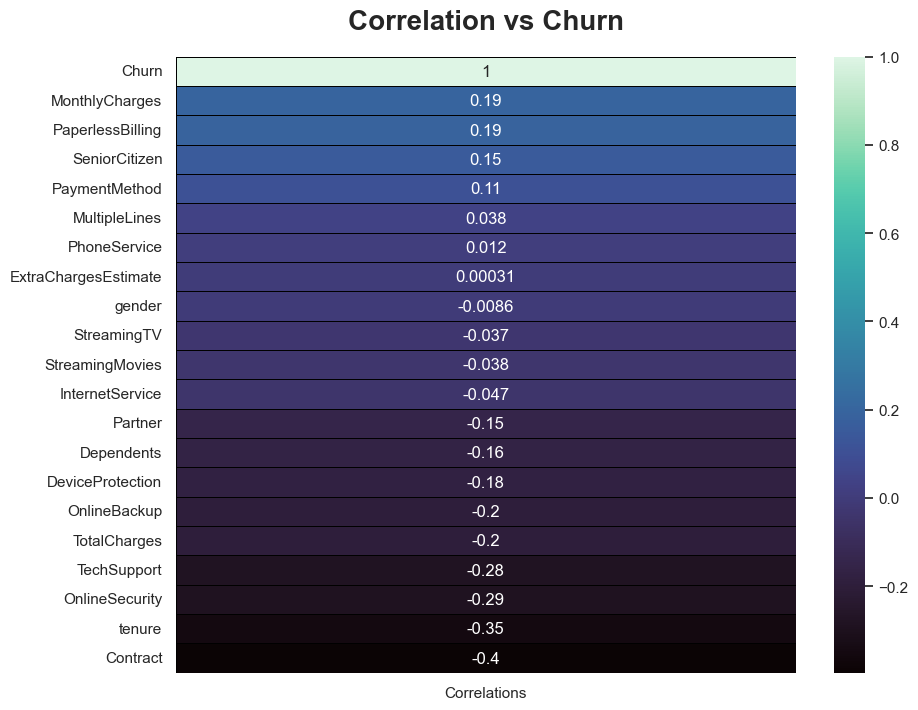 Correlation vs Churn
Churn 1
MonthlyCharges 0.19
PaperlessBilling 0.19
SeniorCitizen 0.15
PaymentMethod 0.11
MultipleLines 0.038
PhoneService 0.012
ExtraChargesEstimate 0.00031
gender -0.0086
StreamingTV -0.037
StreamingMovies -0.038
InternetService -0.047
Partner -0.15
Dependents -0.16
DeviceProtection -0.18
OnlineBackup -0.2
TotalCharges -0.2
TechSupport -0.28
OnlineSecurity -0.29
tenure -0.35
Contract -0.4
Correlations
1.0
0.8
0.6
0.4
0.2
0.0
−0.2